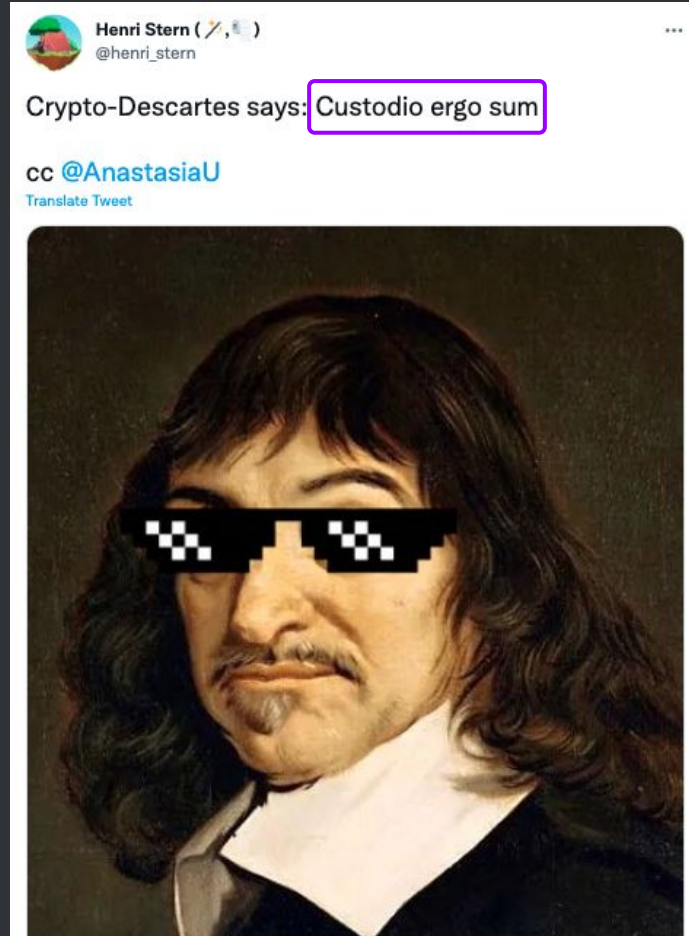 Henri Stern (🪄,🧻)
@henri_stern
Crypto-Descartes says: Custodio ergo sum
cc @AnastasiaU
Translate Tweet